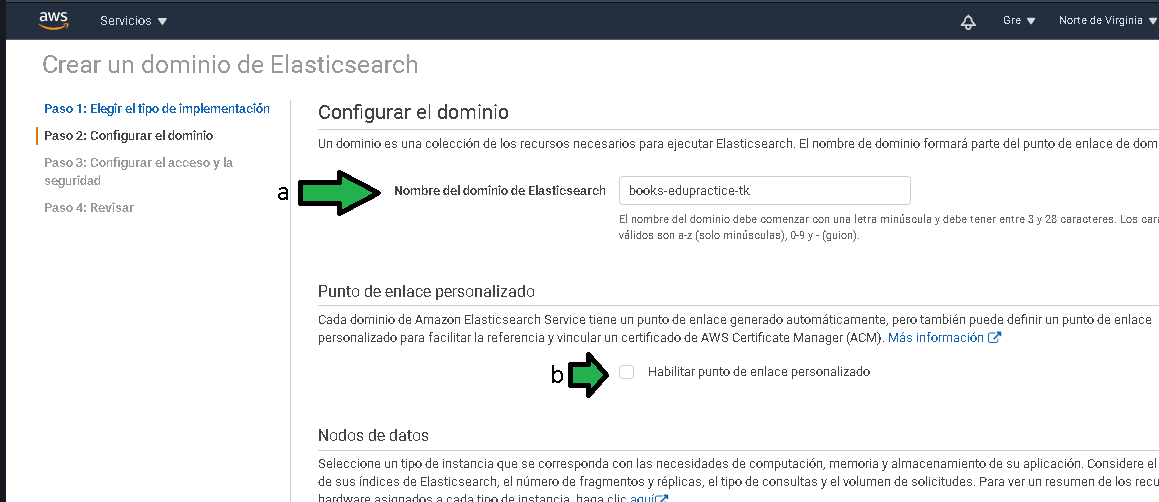 aws Servicios Gre Norte de Virginia
Crear un dominio de Elasticsearch
Paso 1: Elegir el tipo de implementación
Paso 2: Configurar el dominio
Paso 3: Configurar el acceso y la
seguridad
Paso 4: Revisar
Configurar el dominio
Un dominio es una colección de los recursos necesarios para ejecutar Elasticsearch. El nombre de dominio formará parte del punto de enlace de dom
a Nombre del dominio de Elasticsearch books-edupractice-tk
El nombre del dominio debe comenzar con una letra minúscula y debe tener entre 3 y 28 caracteres. Los cara
válidos son a-z (solo minúsculas), 0-9 y - (guion).
Punto de enlace personalizado
Cada dominio de Amazon Elasticsearch Service tiene un punto de enlace generado automáticamente, pero también puede definir un punto de enlace
personalizado para facilitar la referencia y vincular un certificado de AWS Certificate Manager (ACM). Más información
b Habilitar punto de enlace personalizado
Nodos de datos
Seleccione un tipo de instancia que se corresponda con las necesidades de computación, memoria y almacenamiento de su aplicación. Considere el
de sus índices de Elasticsearch, el número de fragmentos y réplicas, el tipo de consultas y el volumen de solicitudes. Para ver un resumen de los recu
hardware asignados a cada tipo de instancia, haga clic aquí